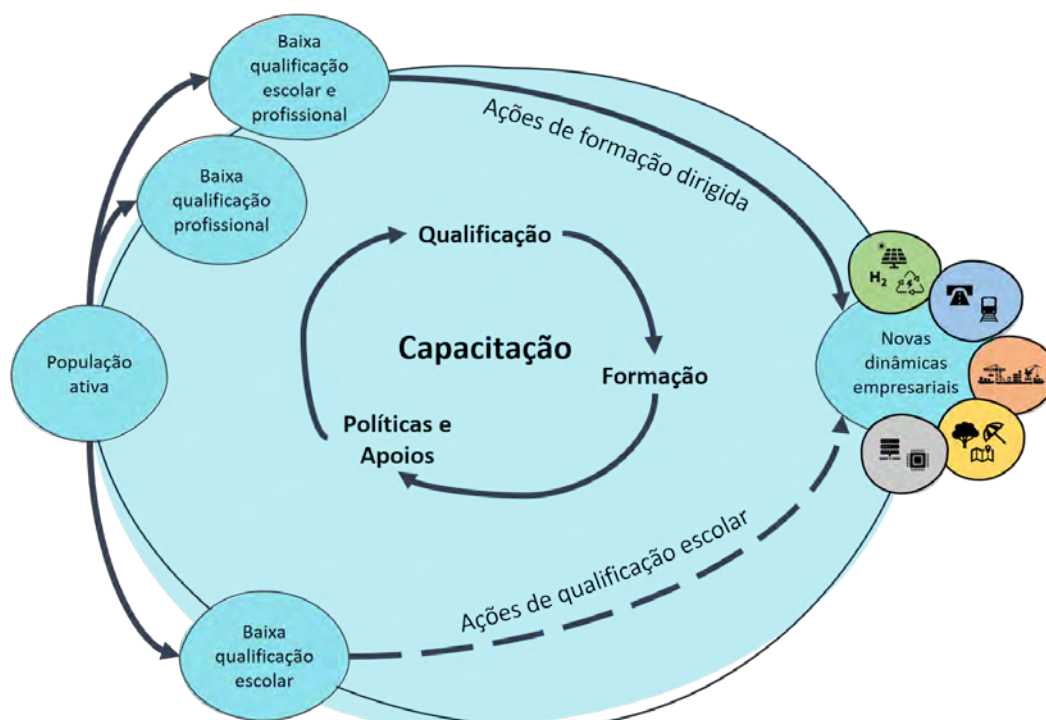 Baixa
qualificação
escolar e
profissional
Ações de formação dirigida
Baixa
qualificação
profissional
Qualificação
H2
Capacitação
Novas
dinâmicas
empresariais
População
ativa
Formação
Políticas e
Apoios
Ações de qualificação escolar
Baixa
qualificação
escolar